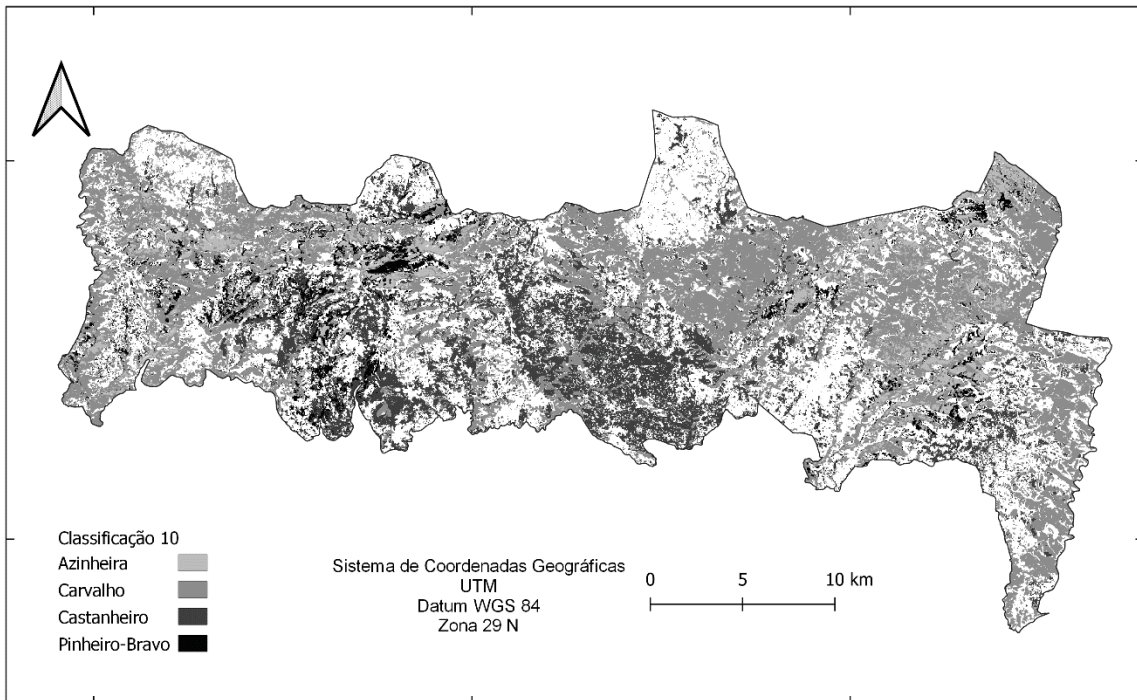 Classificação 10
Azinheira
Carvalho
Castanheiro
Pinheiro-Bravo
Sistema de Coordenadas Geográficas
UTM
Datum WGS 84
Zona 29 N
0 5 10 km